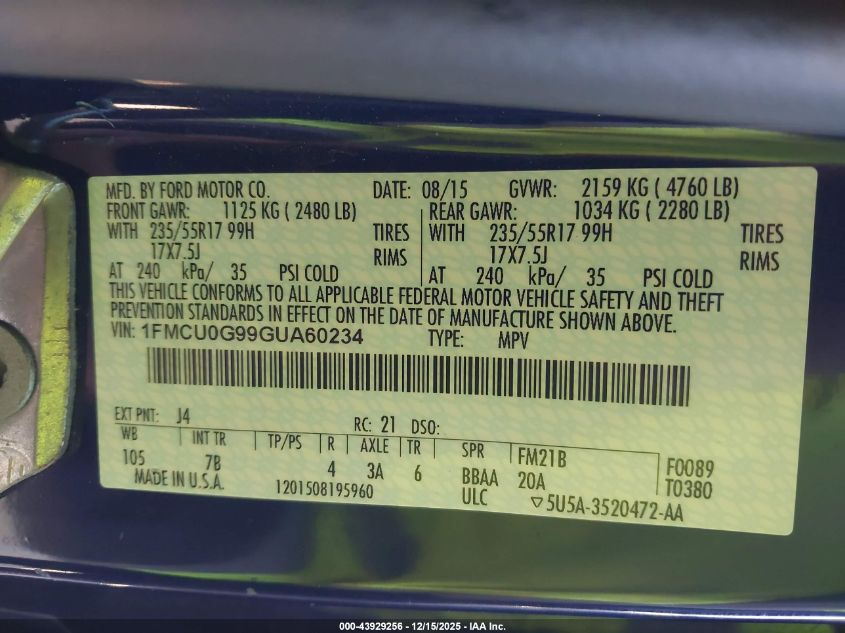 MFD. BY FORD MOTOR CO. DATE: 08/15 GVWR: 2159 KG ( 4760 LB)
FRONT GAWR: 1125 KG ( 2480 LB) REAR GAWR: 1034 KG ( 2280 LB)
WITH 235/55R17 99H TIRES WITH 235/55R17 99H TIRES
17X7.5J RIMS 17X7.5J RIMS
AT 240 kPa/ 35 PSI COLD AT 240 kPa/ 35 PSI COLD
THIS VEHICLE CONFORMS TO ALL APPLICABLE FEDERAL MOTOR VEHICLE SAFETY AND THEFT
PREVENTION STANDARDS IN EFFECT ON THE DATE OF MANUFACTURE SHOWN ABOVE.
VIN: 1FMCU0G99GUA60234 TYPE: MPV
EXT PNT: J4 RC: 21 DSO:
WB INT TR TP/PS R AXLE TR SPR FM21B F0089
105 7B 4 3A 6 BBAA 20A T0380
MADE IN U.S.A. 1201508195960 ULC ▽5U5A-3520472-AA
000-43929256 - 12/15/2025 - IAA Inc.